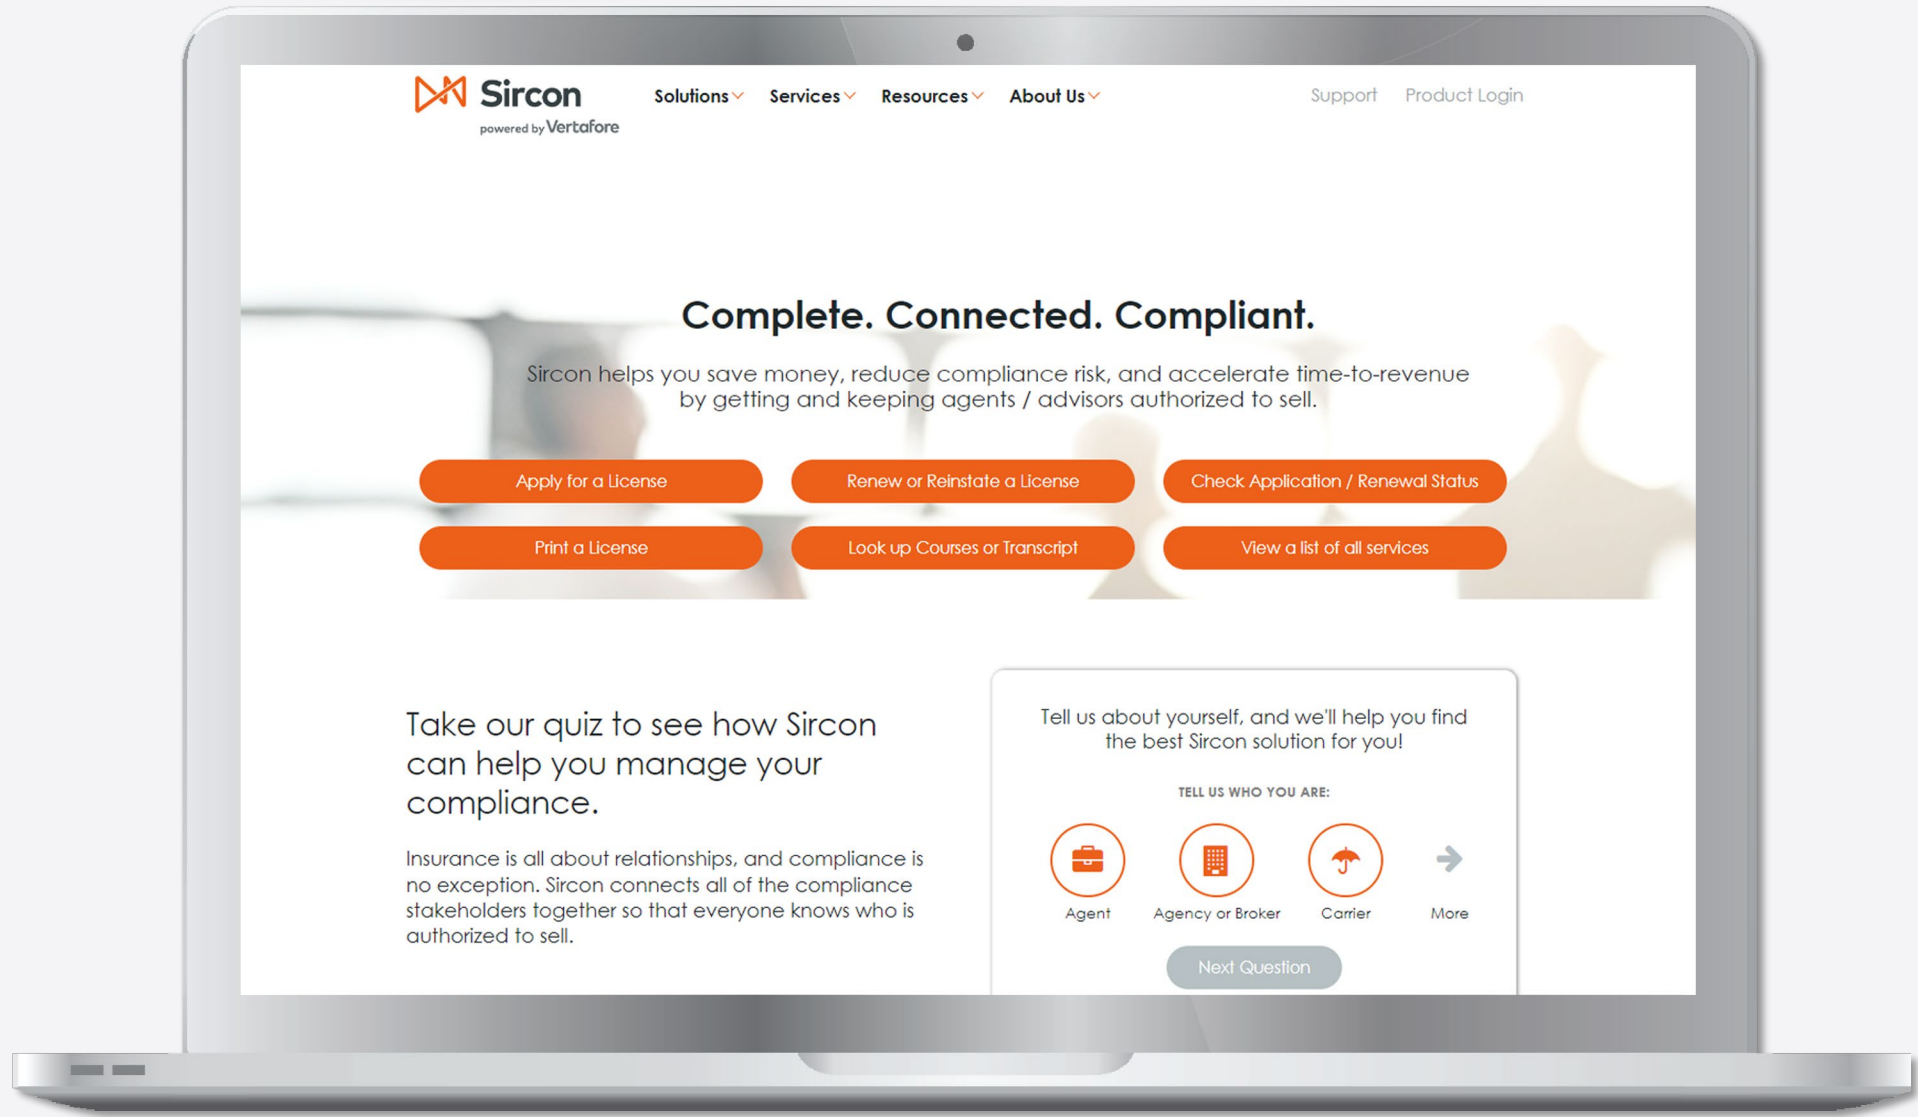 Sircon
powered by Vertafore
Solutions
Services
Resources
About Us
Support
Product Login
Complete. Connected. Compliant.
Sircon helps you save money, reduce compliance risk, and accelerate time-to-revenue
by getting and keeping agents / advisors authorized to sell.
Apply for a License
Renew or Reinstate a License
Check Application / Renewal Status
Print a License
Look up Courses or Transcript
View a list of all services
Take our quiz to see how Sircon
can help you manage your
compliance.
Insurance is all about relationships, and compliance is
no exception. Sircon connects all of the compliance
stakeholders together so that everyone knows who is
authorized to sell.
Tell us about yourself, and we'll help you find
the best Sircon solution for you!
TELL US WHO YOU ARE:
Agent
Agency or Broker
Carrier
More
Next Question